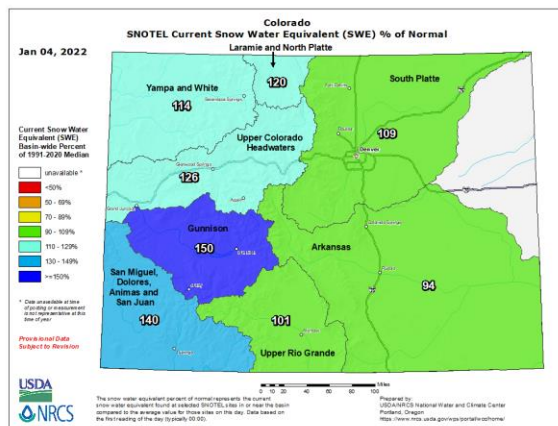 Colorado
SNOTEL Current Snow Water Equivalent (SWE) % of Normal
Jan 04, 2022
Laramie and North Platte
120
Yampa and White
114
South Platte
109
Denver
Upper Colorado
Headwaters
126
Current Snow Water
Equivalent (SWE)
Basin-wide Percent
of 1991-2020 Median
unavailable *
<50%
50 - 69%
70 - 89%
90 - 109%
110 - 129%
130 - 149%
>=150%
Gunnison
150
Arkansas
94
San Miguel,
Dolores,
Animas and
San Juan
140
101
Upper Rio Grande
* Data unavailable at time
of posting or measurement
is not representative at this
time of year
Provisional Data
Subject to Revision
0 10 20 40 60 80 100
Miles
USDA
NRCS
The snow water equivalent percent of normal represents the current
snow water equivalent found at selected SNOTEL sites in or near the basin
compared to the average value for those sites on this day. Data based on
the first reading of the day (typically 00:00).
Prepared by:
USDA/NRCS National Water and Climate Center
Portland, Oregon
https://www.nrcs.usda.gov/wps/portal/wcc/home/